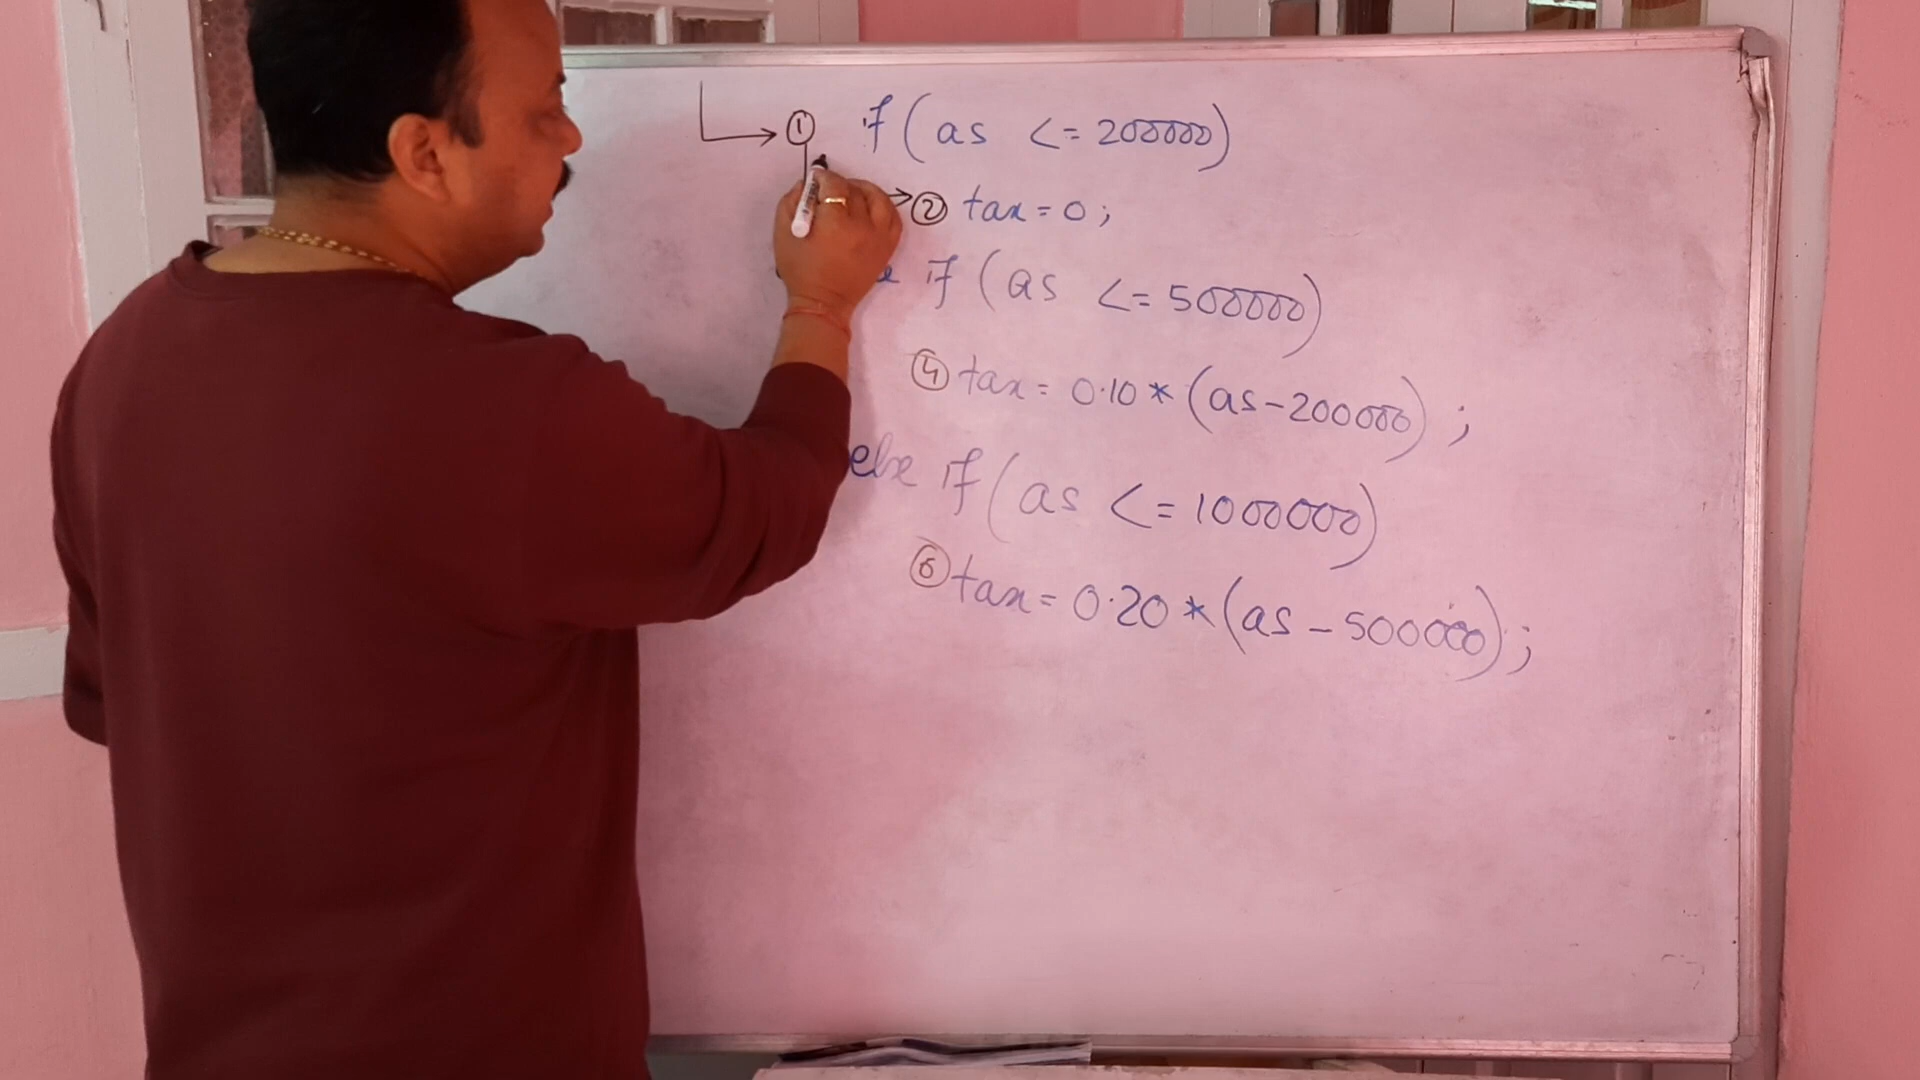 ① if (as <= 200000)
② tax = 0;
if (as <= 500000)
④ tax = 0.10 * (as - 200000);
else if (as <= 1000000)
⑥ tax = 0.20 * (as - 500000);